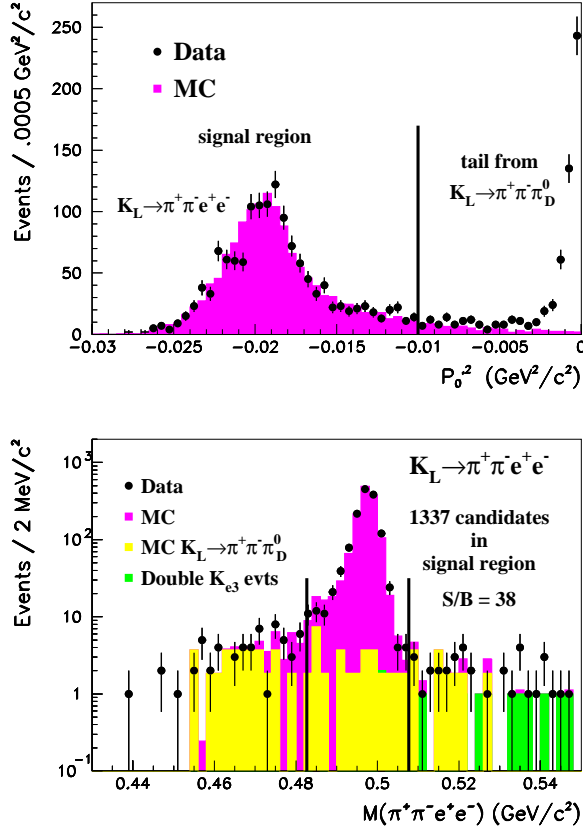 Events / .0005 GeV²/c²
250
200
150
100
50
0
Data
MC
signal region
K_L→π⁺π⁻e⁺e⁻
tail from
K_L→π⁺π⁻π⁰_D
−0.03 −0.025 −0.02 −0.015 −0.01 −0.005 0
P₀'² (GeV²/c²)
Events / 2 MeV/c²
10³
10²
10
1
10⁻¹
Data
MC
MC K_L→π⁺π⁻π⁰_D
Double K_e3 evts
K_L→π⁺π⁻e⁺e⁻
1337 candidates
in
signal region
S/B = 38
0.44 0.46 0.48 0.5 0.52 0.54
M(π⁺π⁻e⁺e⁻) (GeV/c²)